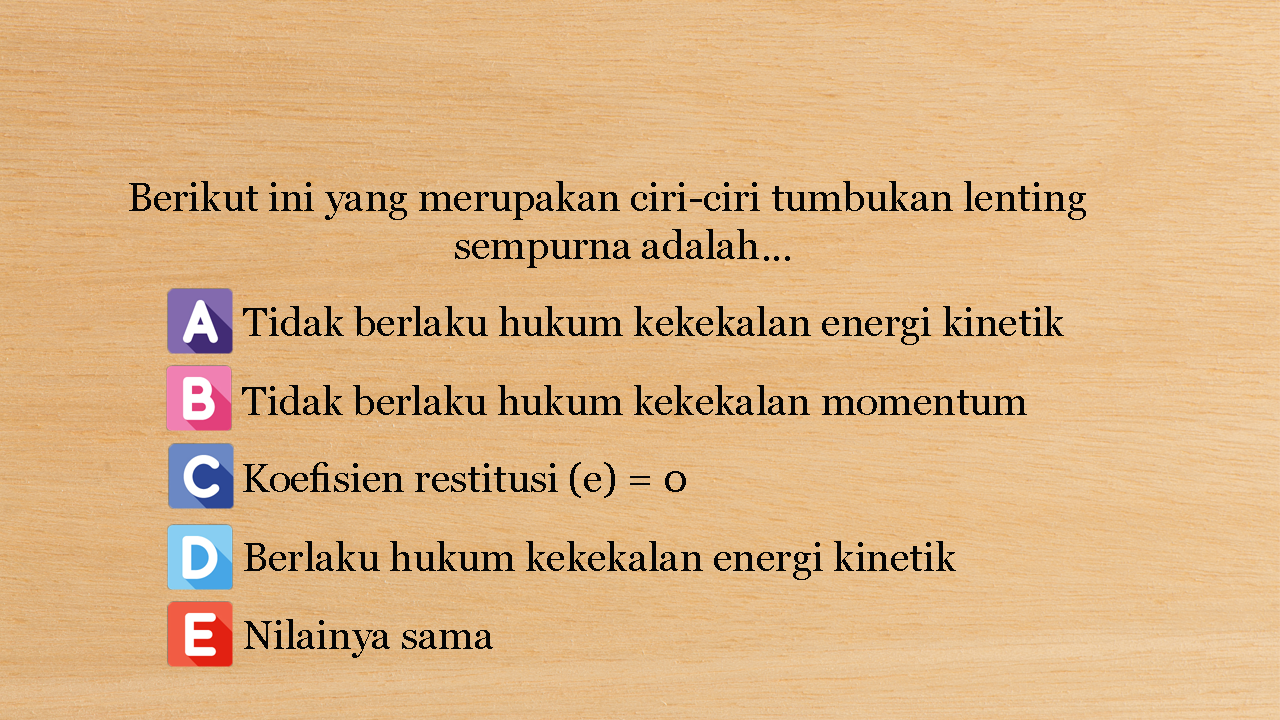 Berikut ini yang merupakan ciri-ciri tumbukan lenting
sempurna adalah...
A Tidak berlaku hukum kekekalan energi kinetik
B Tidak berlaku hukum kekekalan momentum
C Koefisien restitusi (e) = 0
D Berlaku hukum kekekalan energi kinetik
E Nilainya sama